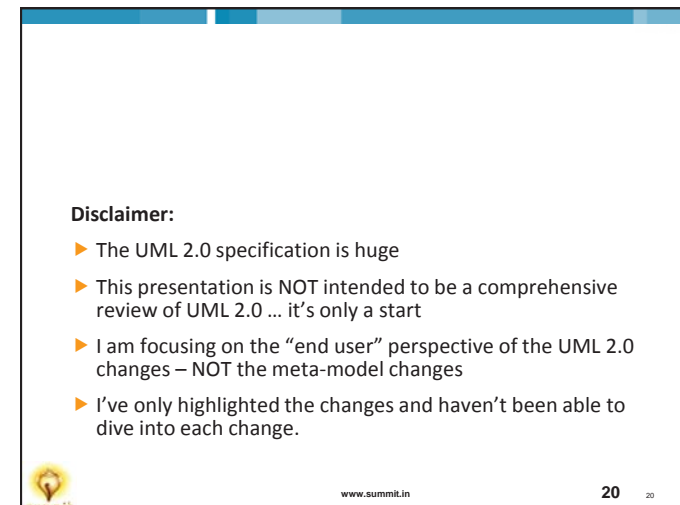 Disclaimer:
The UML 2.0 specification is huge
This presentation is NOT intended to be a comprehensive
review of UML 2.0 … it's only a start
I am focusing on the “end user” perspective of the UML 2.0
changes – NOT the meta-model changes
I've only highlighted the changes and haven't been able to
dive into each change.
www.summit.in 20 20